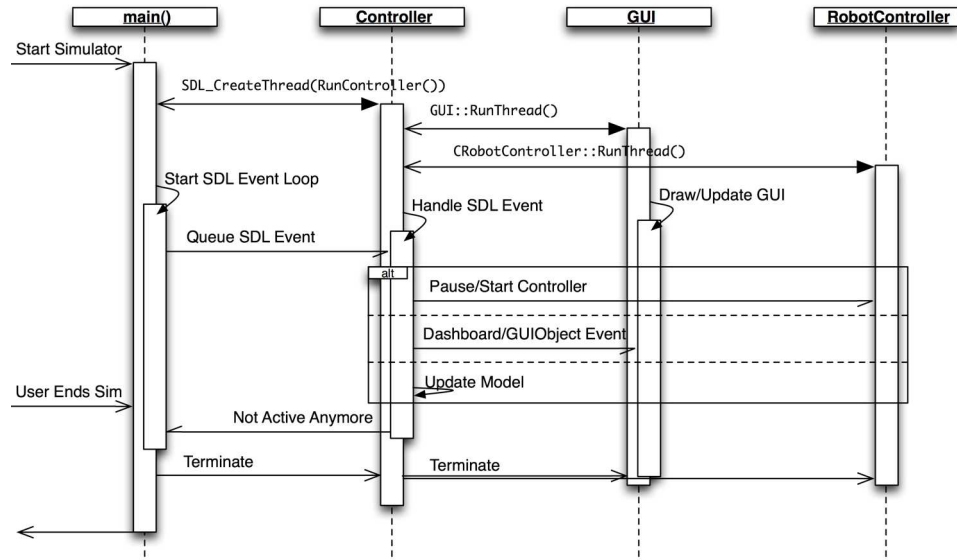 main()
Controller
GUI
RobotController
Start Simulator
SDL_CreateThread(RunController())
GUI::RunThread()
CRobotController::RunThread()
Start SDL Event Loop
Draw/Update GUI
Handle SDL Event
Queue SDL Event
alt
Pause/Start Controller
Dashboard/GUIObject Event
Update Model
User Ends Sim
Not Active Anymore
Terminate
Terminate